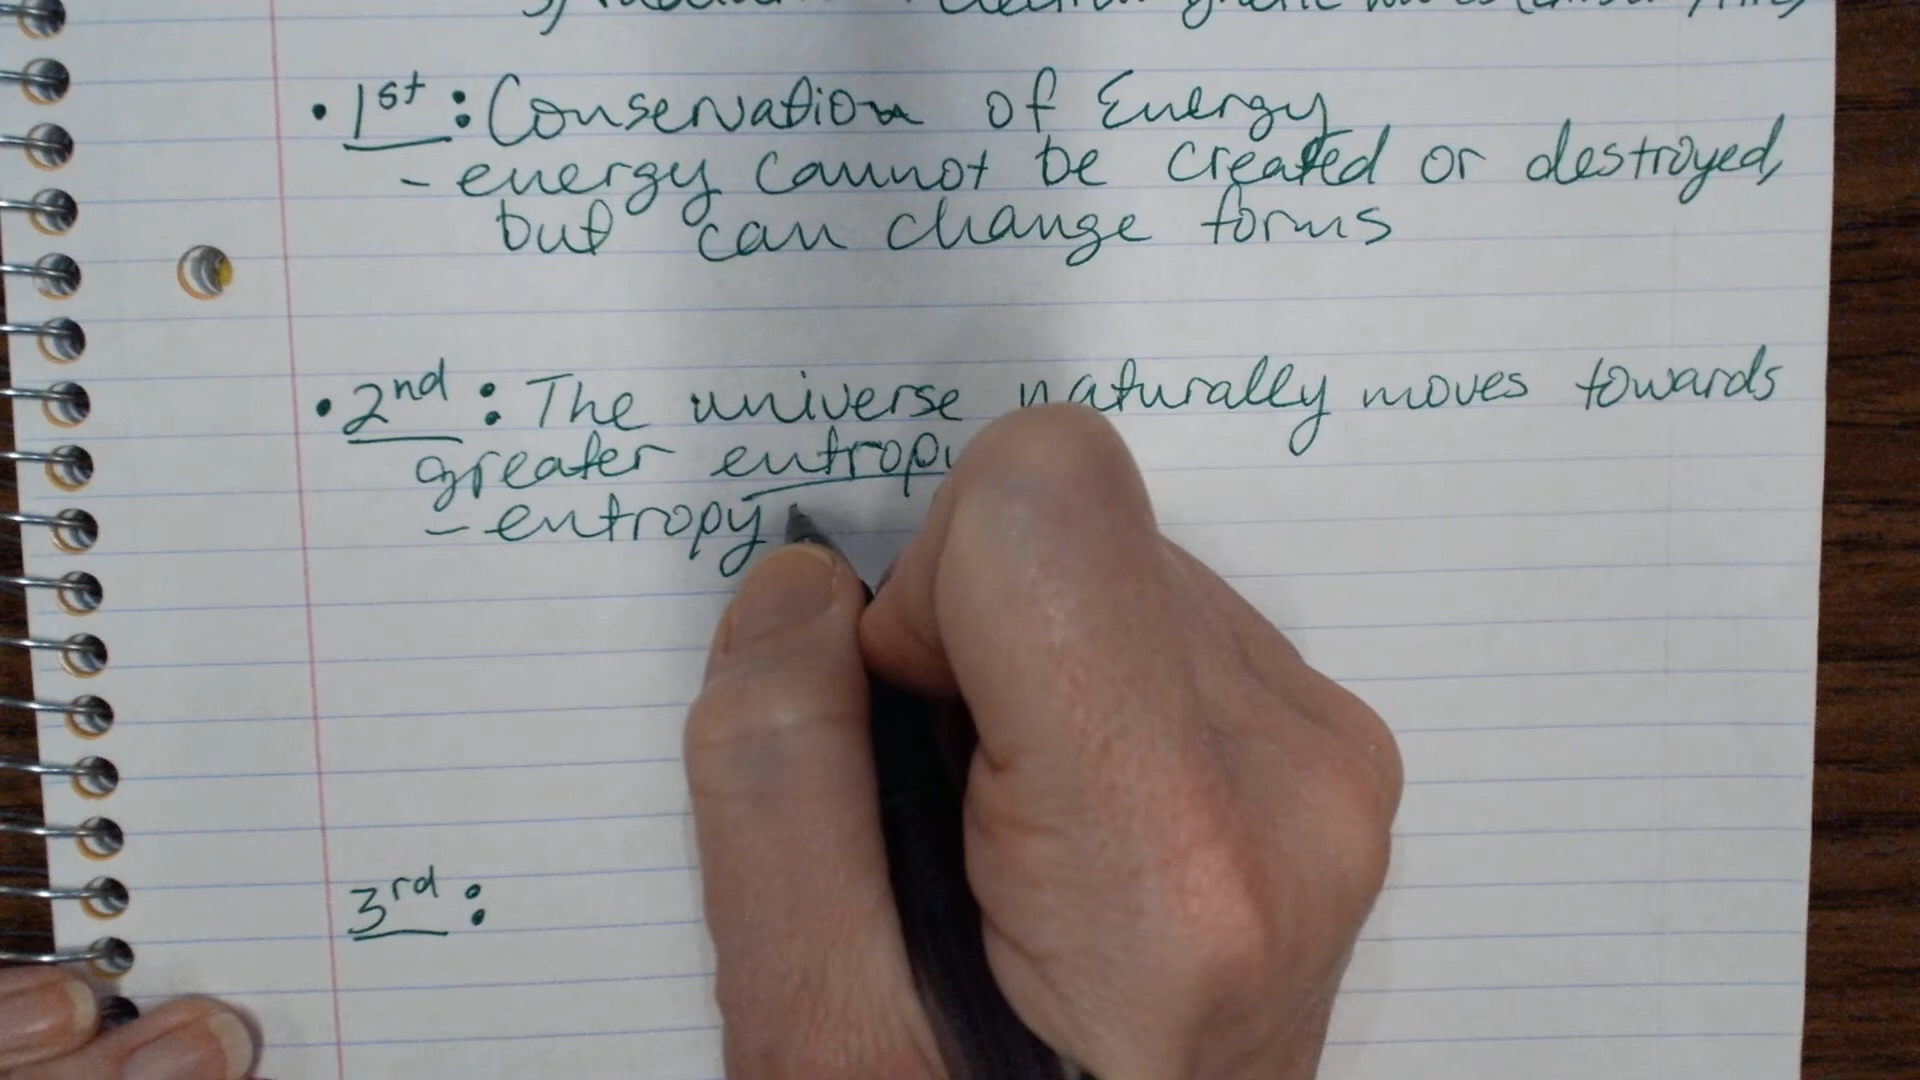 • 1st: Conservation of Energy
- energy cannot be created or destroyed,
but can change forms
• 2nd: The universe naturally moves towards
greater entropy
- entropy
3rd: